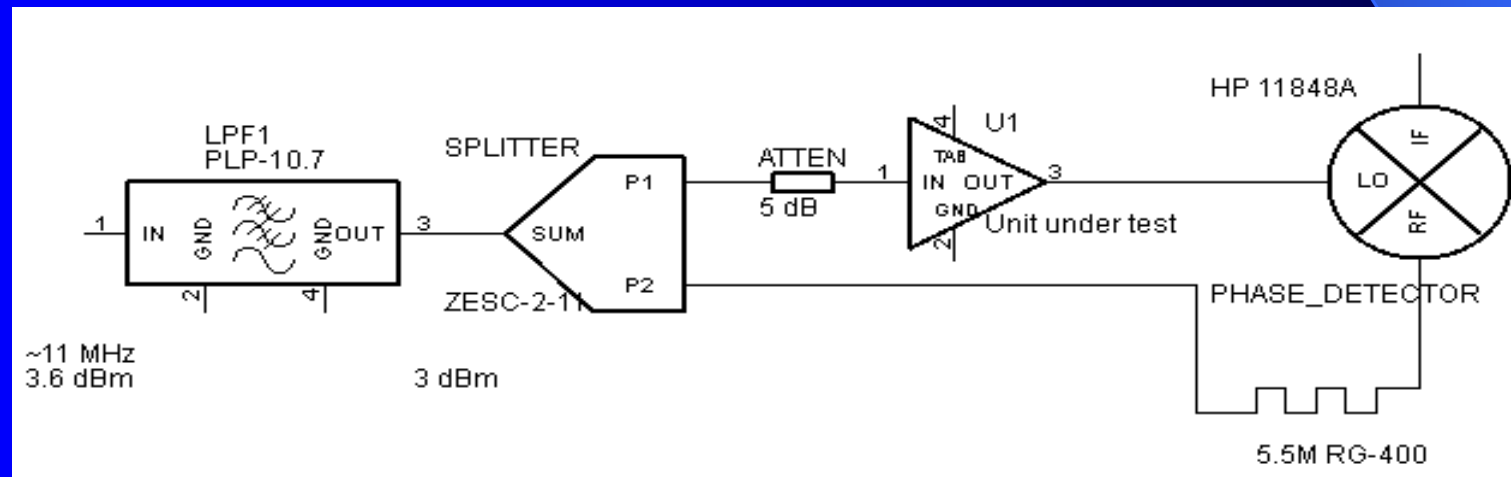 LPF1
PLP-10.7
1
IN
GND
GND
OUT
3
2
4
~11 MHz
3.6 dBm
3 dBm
SPLITTER
SUM
P1
P2
ZESC-2-11
ATTEN
5 dB
1
4
U1
TAB
IN OUT
GND
3
2
Unit under test
HP 11848A
IF
LO
RF
PHASE_DETECTOR
5.5M RG-400